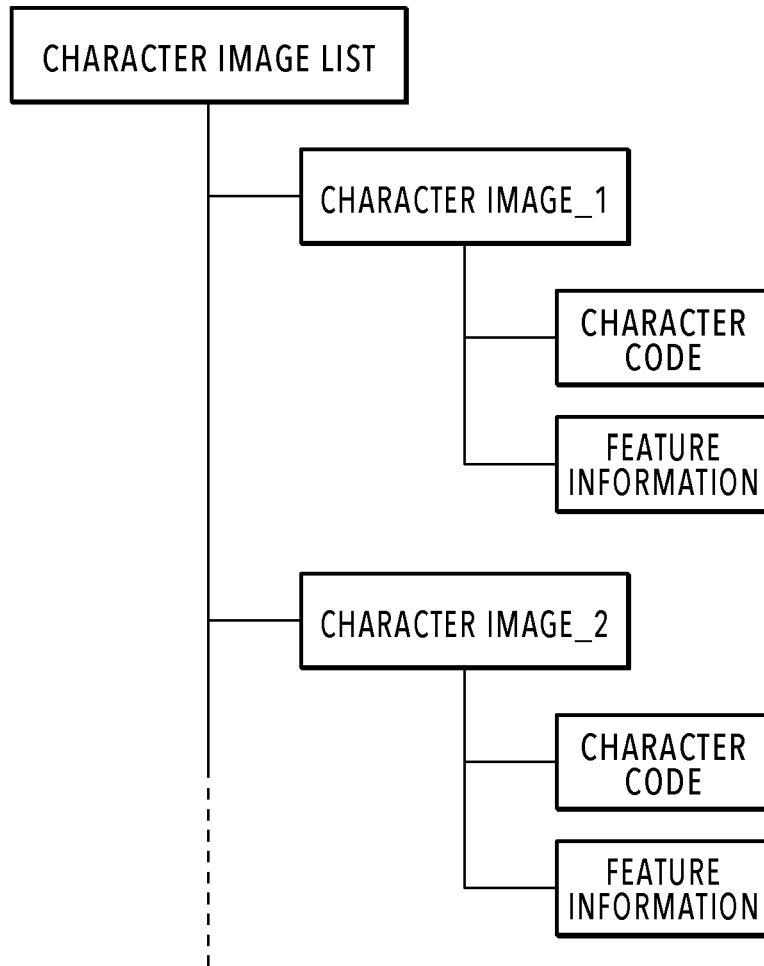 CHARACTER IMAGE LIST
CHARACTER IMAGE_1
CHARACTER
CODE
FEATURE
INFORMATION
CHARACTER IMAGE_2
CHARACTER
CODE
FEATURE
INFORMATION